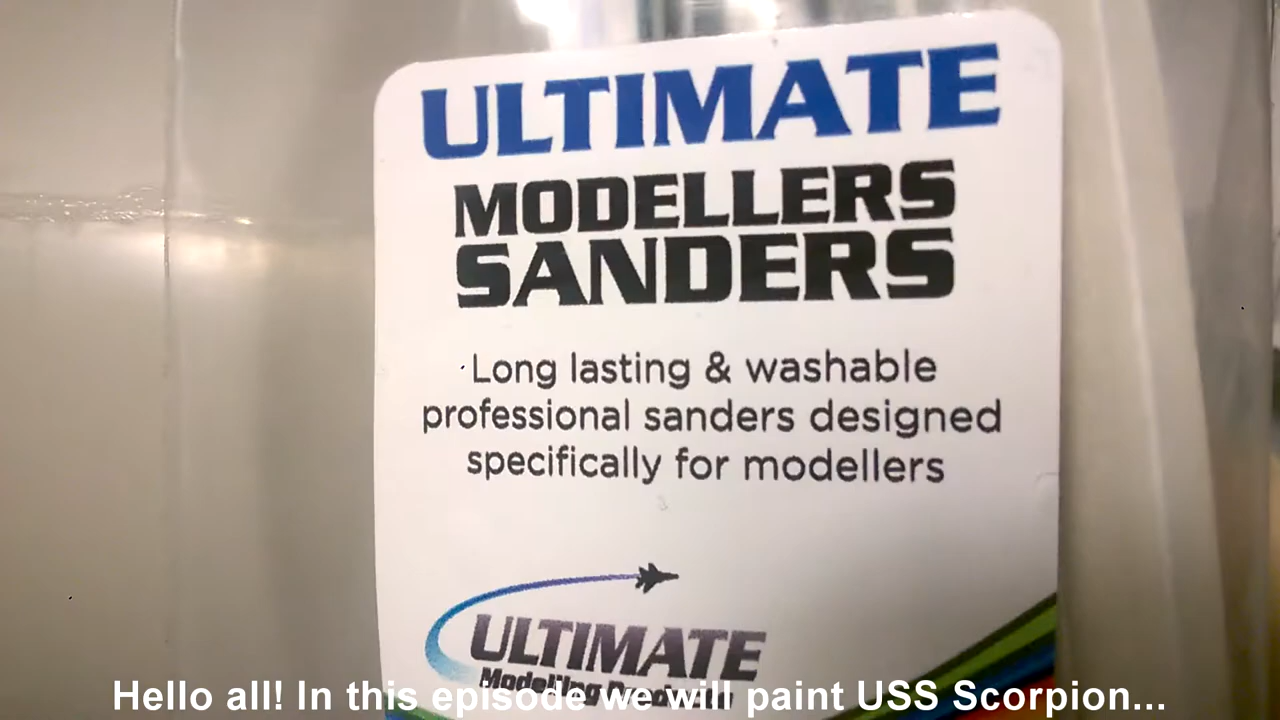 ULTIMATE
MODELLERS
SANDERS
Long lasting & washable
professional sanders designed
specifically for modellers
ULTIMATE
Modelling
Hello all! In this episode we will paint USS Scorpion...